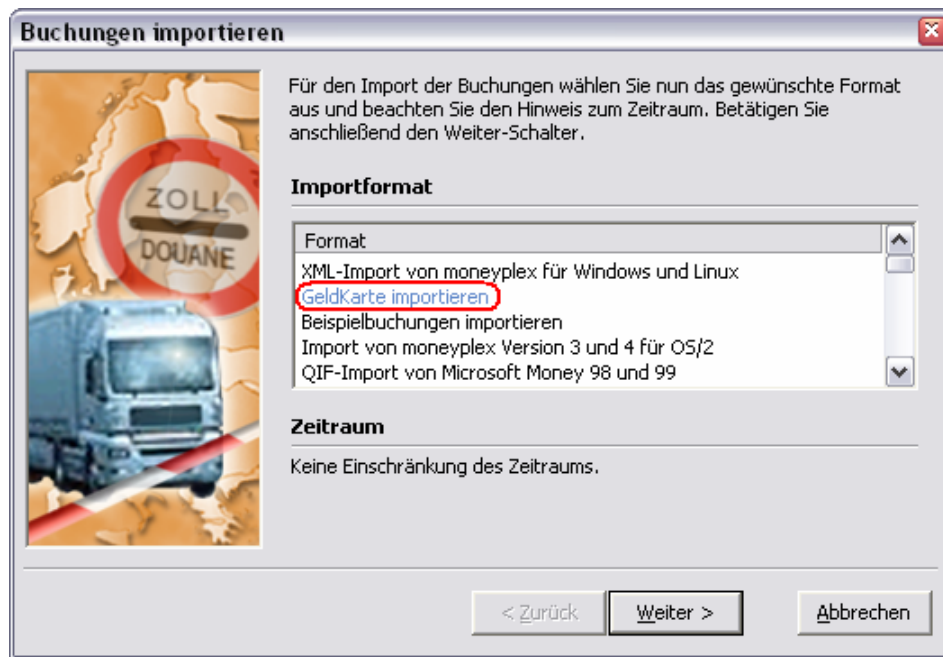 Buchungen importieren
Für den Import der Buchungen wählen Sie nun das gewünschte Format
aus und beachten Sie den Hinweis zum Zeitraum. Betätigen Sie
anschließend den Weiter-Schalter.
ZOLL
DOUANE
Importformat
Format
XML-Import von moneyplex für Windows und Linux
GeldKarte importieren
Beispielbuchungen importieren
Import von moneyplex Version 3 und 4 für OS/2
QIF-Import von Microsoft Money 98 und 99
Zeitraum
Keine Einschränkung des Zeitraums.
< Zurück
Weiter >
Abbrechen